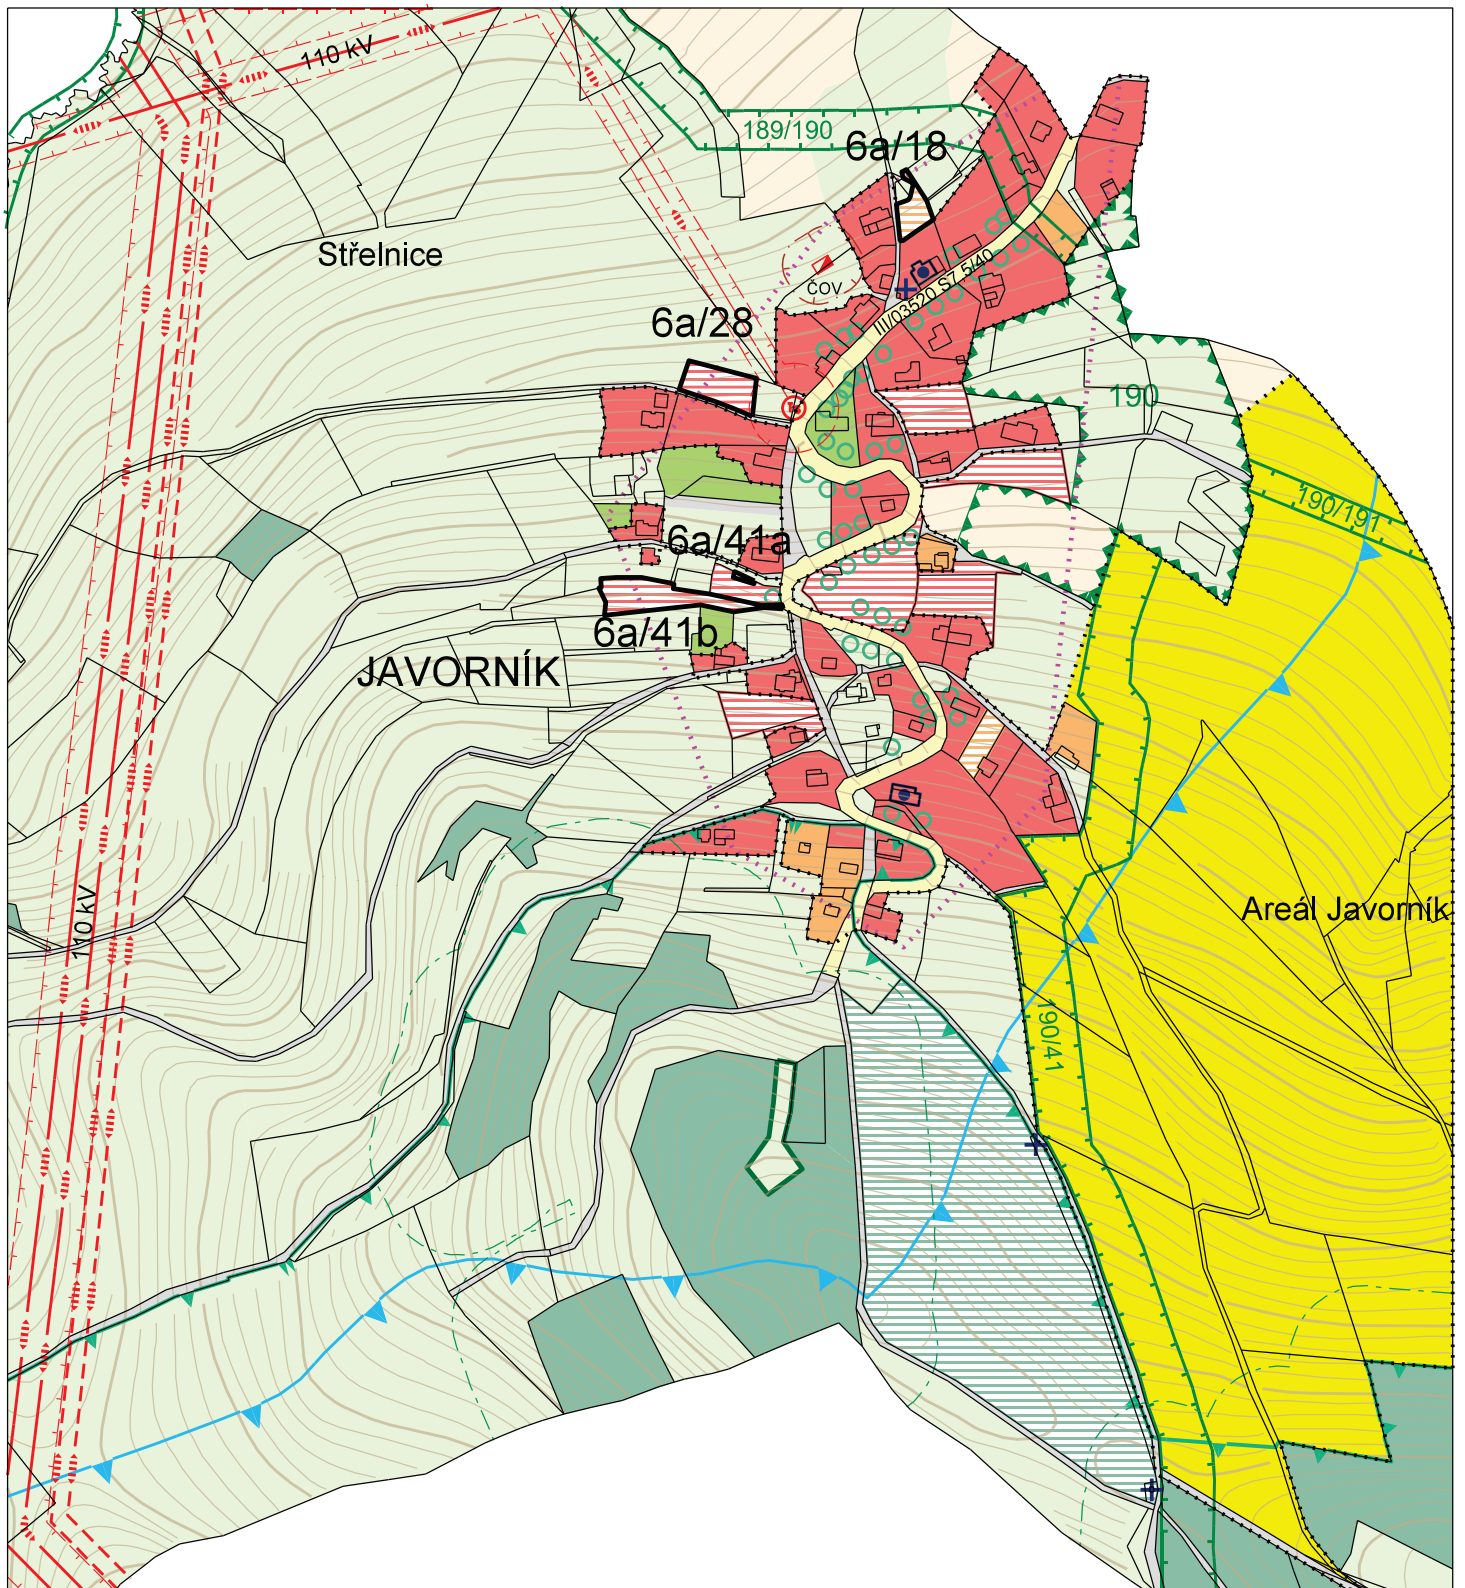 110 kV
189/190
6a/18
Střelnice
čov
III/03520 S7,5/40
6a/28
190
190/191
6a/41a
6a/41b
JAVORNÍK
110 kV
Areál Javorník
190/41